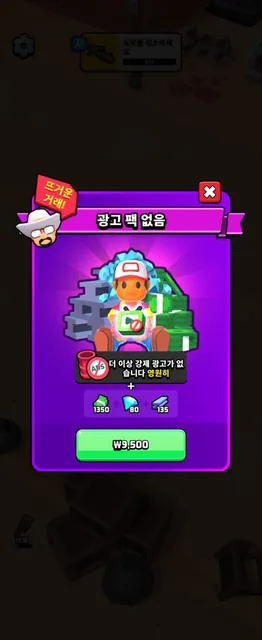 뜨거운
거래!
광고 팩 없음
더 이상 강제 광고가 없
습니다 영원히
+
1350 + 80 + 135
₩9,500